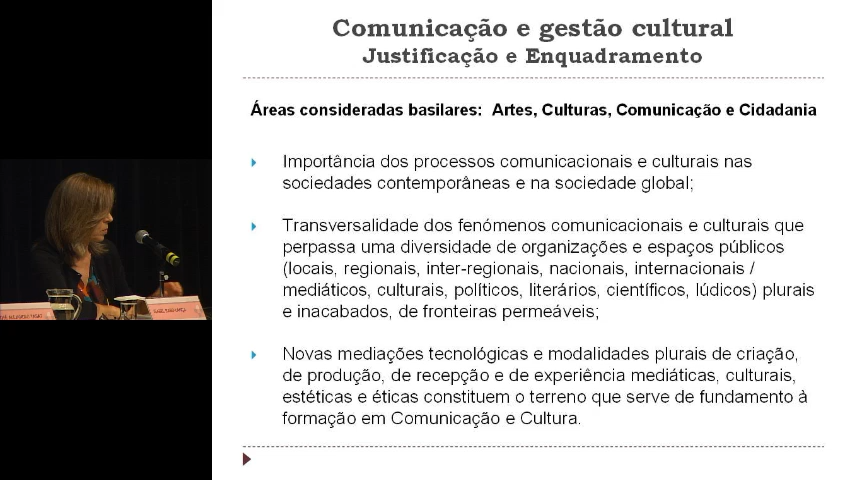 Comunicação e gestão cultural
Justificação e Enquadramento
Áreas consideradas basilares: Artes, Culturas, Comunicação e Cidadania
Importância dos processos comunicacionais e culturais nas
sociedades contemporâneas e na sociedade global;
Transversalidade dos fenómenos comunicacionais e culturais que
perpassa uma diversidade de organizações e espaços públicos
(locais, regionais, inter-regionais, nacionais, internacionais /
mediáticos, culturais, políticos, literários, científicos, lúdicos) plurais
e inacabados, de fronteiras permeáveis;
Novas mediações tecnológicas e modalidades plurais de criação,
de produção, de recepção e de experiência mediáticas, culturais,
estéticas e éticas constituem o terreno que serve de fundamento à
formação em Comunicação e Cultura.